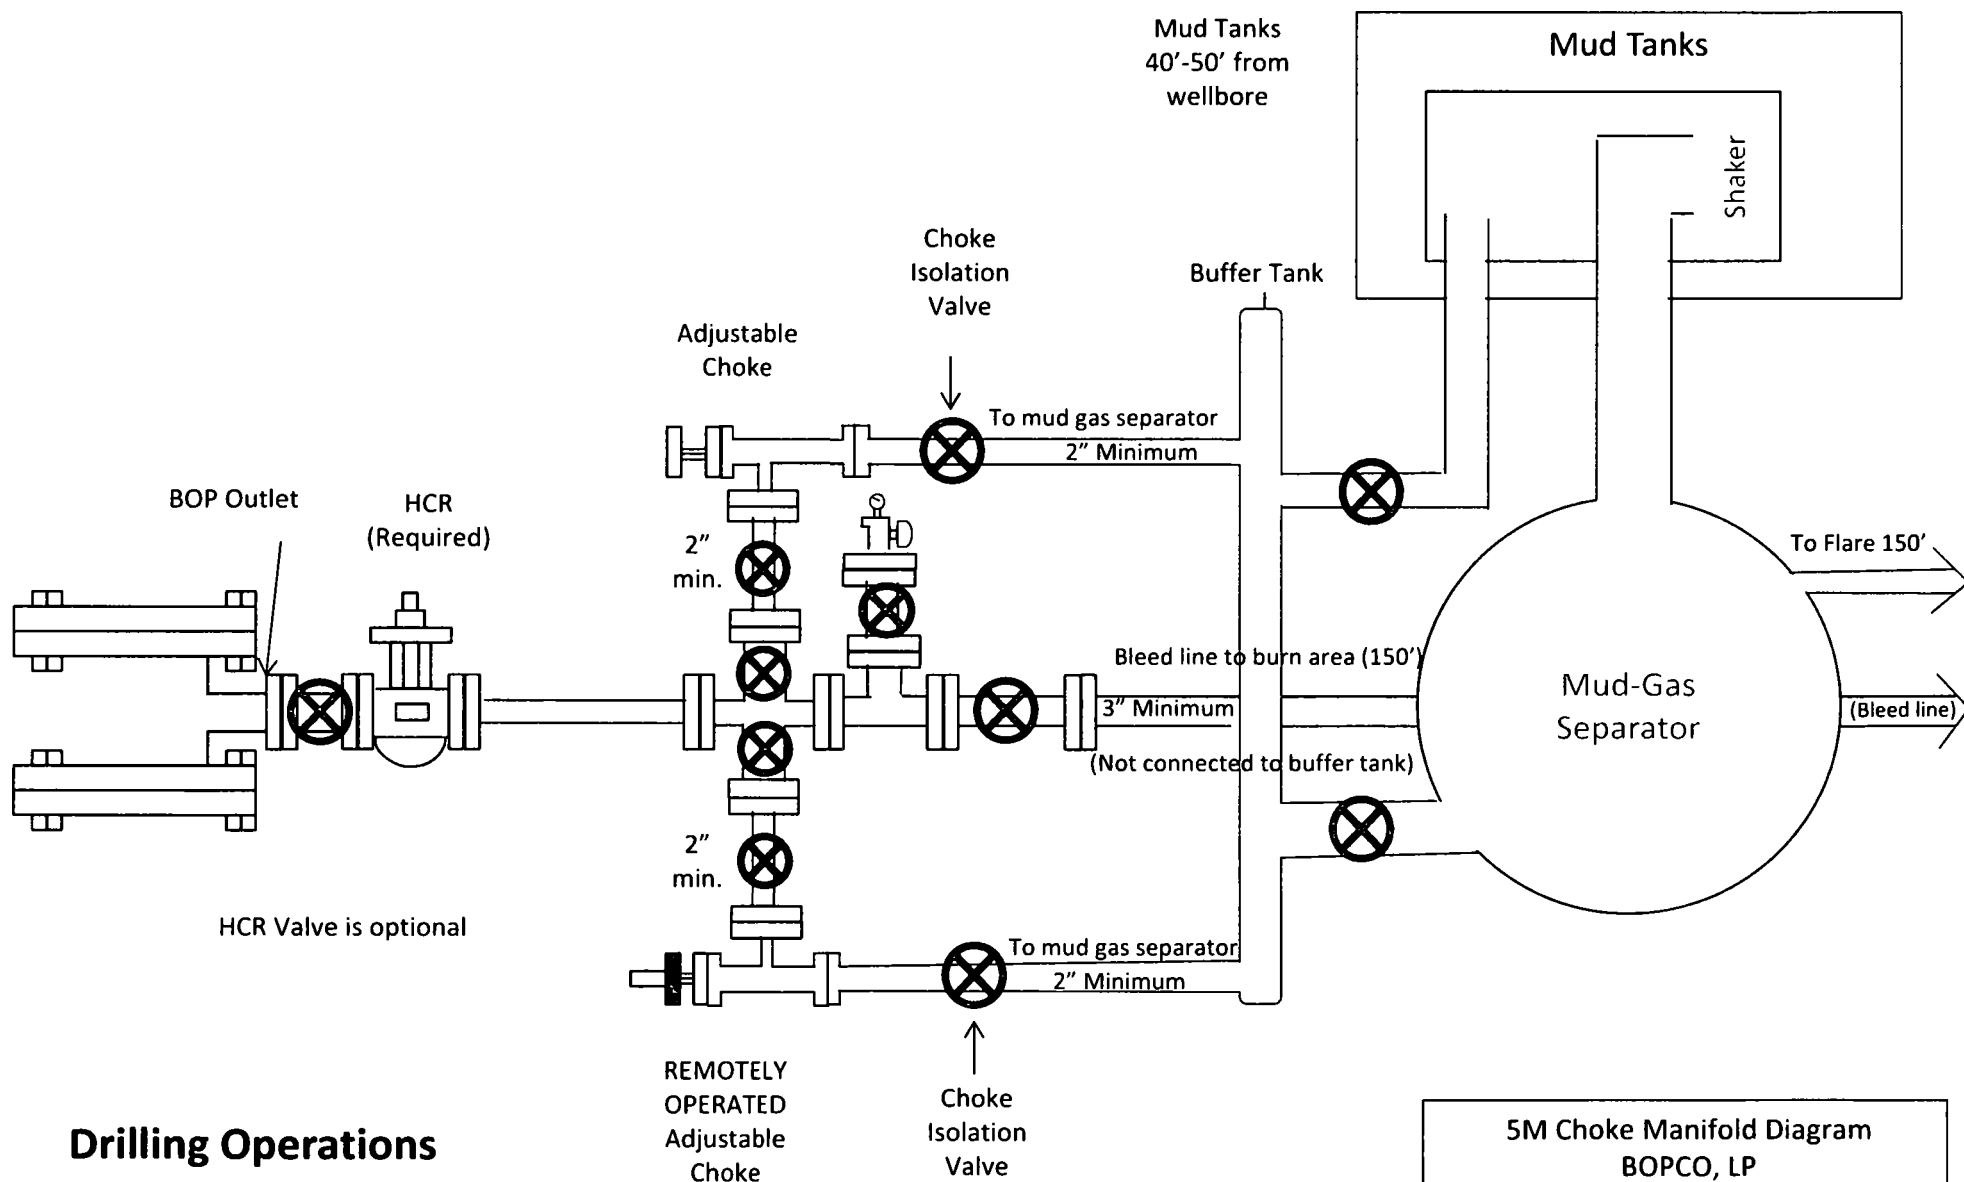 Mud Tanks
40'-50' from
wellbore
Mud Tanks
Shaker
Choke
Isolation
Valve
Buffer Tank
Adjustable
Choke
To mud gas separator
2" Minimum
BOP Outlet
HCR
(Required)
2"
min.
To Flare 150'
Bleed line to burn area (150')
3" Minimum
(Not connected to buffer tank)
Mud-Gas
Separator
(Bleed line)
2"
min.
HCR Valve is optional
To mud gas separator
2" Minimum
REMOTELY
OPERATED
Adjustable
Choke
Choke
Isolation
Valve
Drilling Operations
5M Choke Manifold Diagram
BOPCO, LP